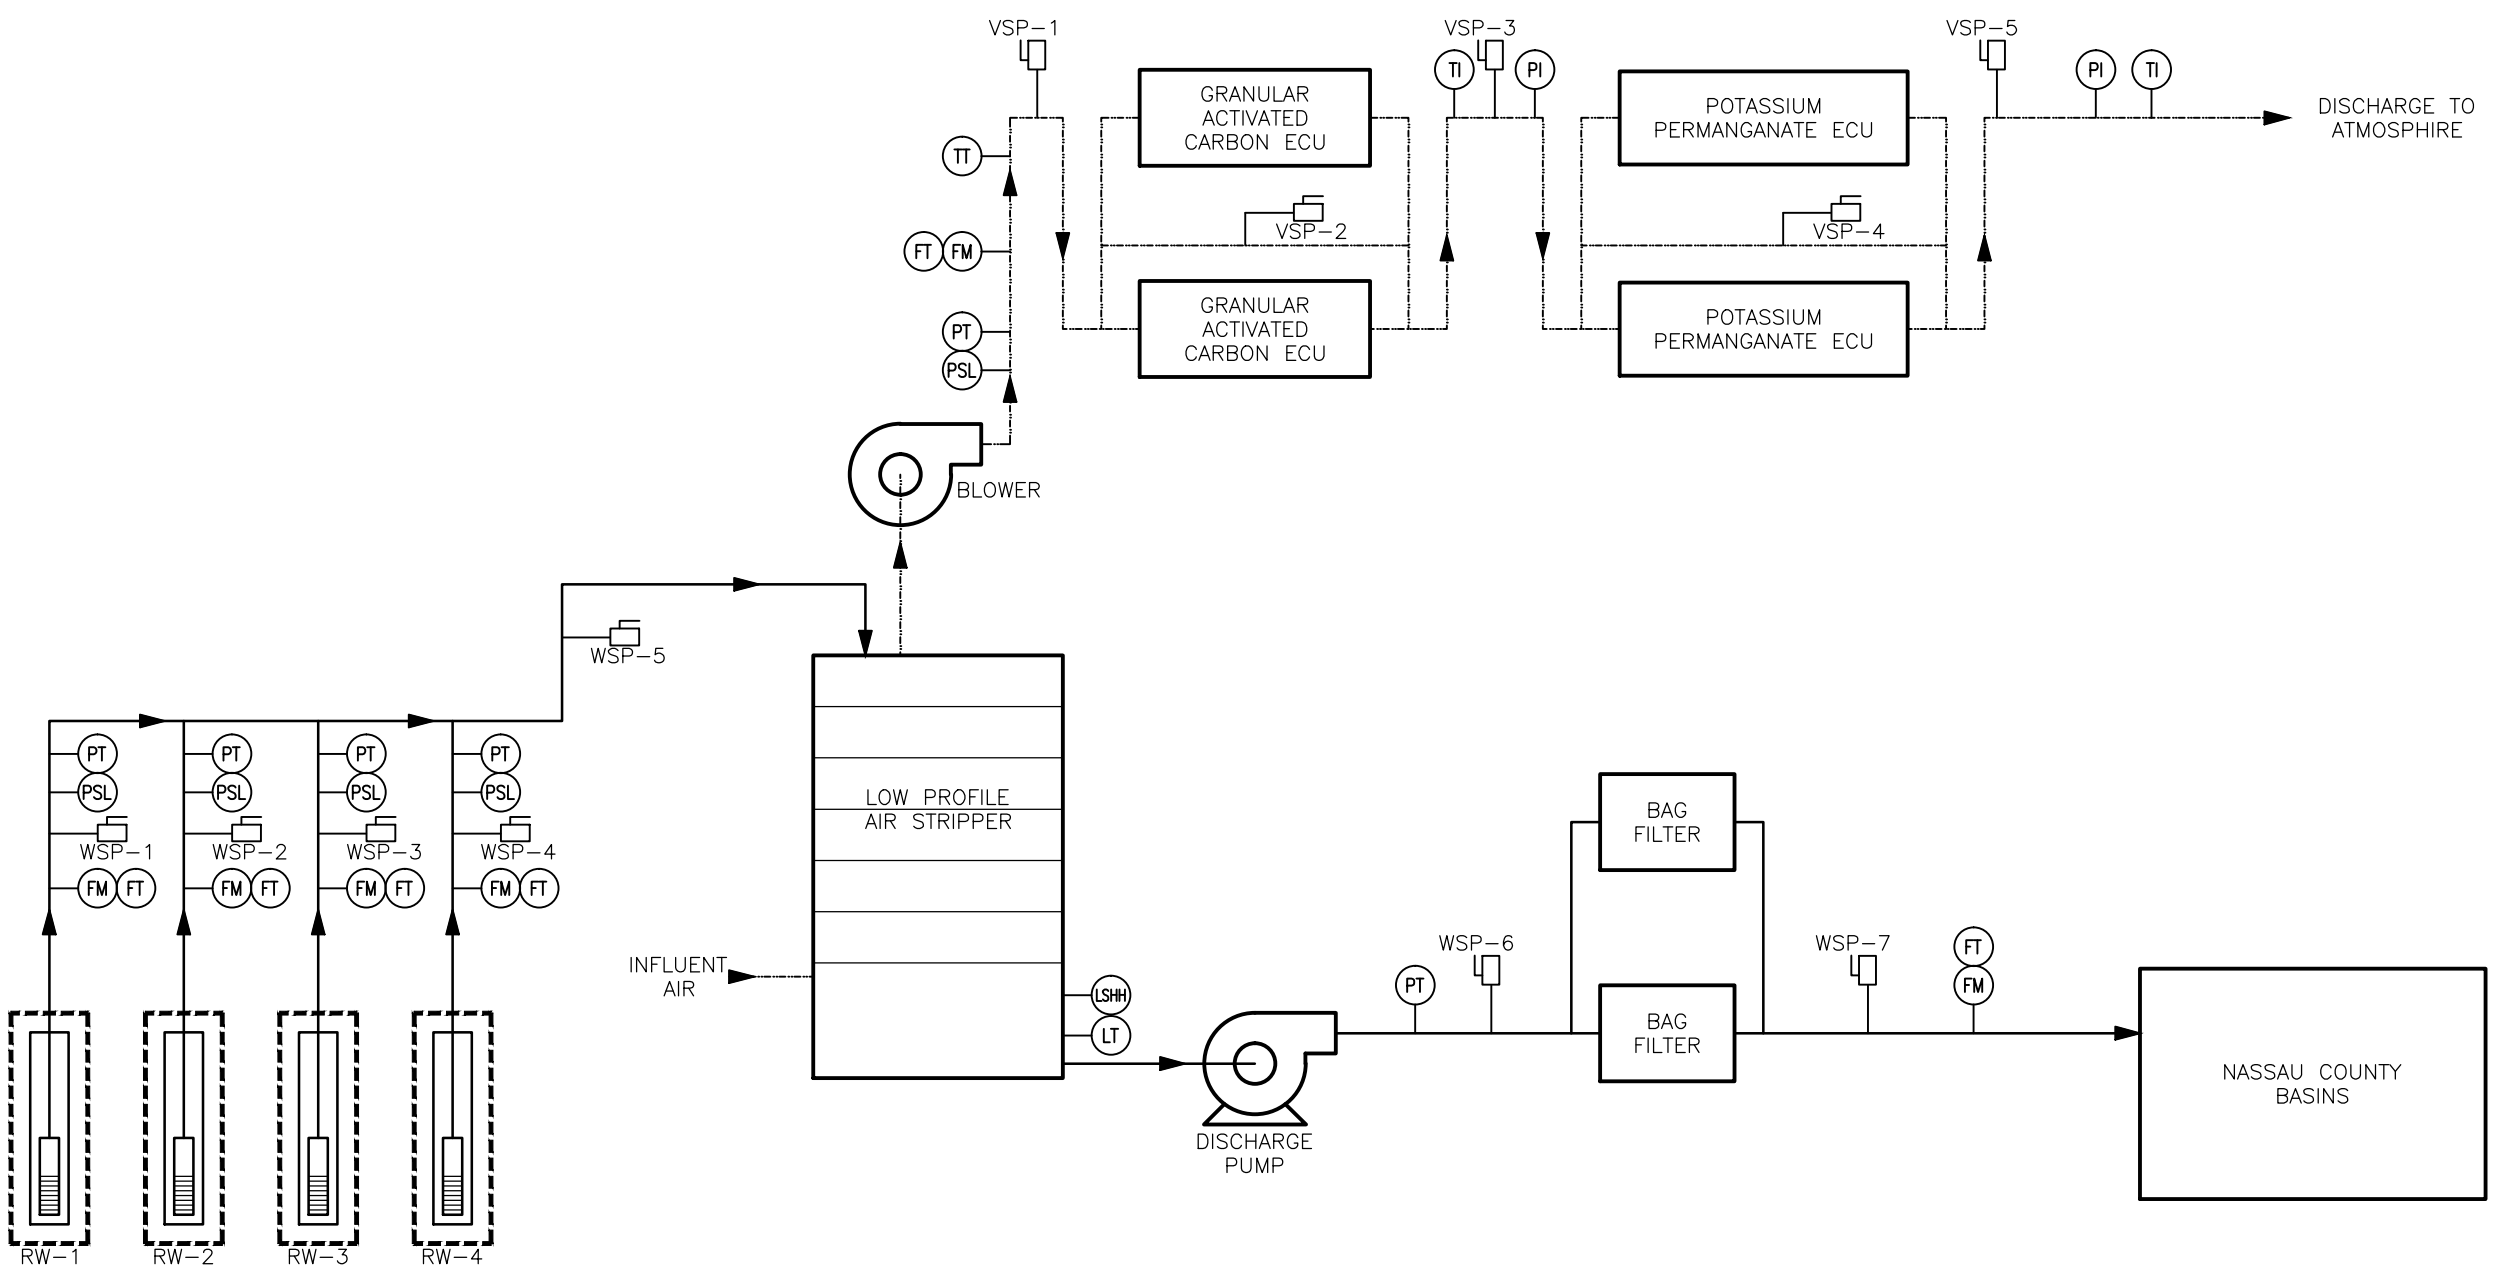 VSP-1
VSP-3
VSP-5
TI
PI
PI
TI
GRANULAR
ACTIVATED
CARBON ECU
POTASSIUM
PERMANGANATE ECU
DISCHARGE TO
ATMOSPHIRE
TT
VSP-2
VSP-4
FT
FM
GRANULAR
ACTIVATED
CARBON ECU
POTASSIUM
PERMANGANATE ECU
PT
PSL
BLOWER
WSP-5
PT
PT
PT
PT
PSL
PSL
PSL
PSL
WSP-1
WSP-2
WSP-3
WSP-4
FM
FT
FM
FT
FM
FT
FM
FT
LOW PROFILE
AIR STRIPPER
BAG
FILTER
INFLUENT
AIR
WSP-6
WSP-7
FT
FM
PT
LSHH
LT
BAG
FILTER
NASSAU COUNTY
BASINS
DISCHARGE
PUMP
RW-1
RW-2
RW-3
RW-4